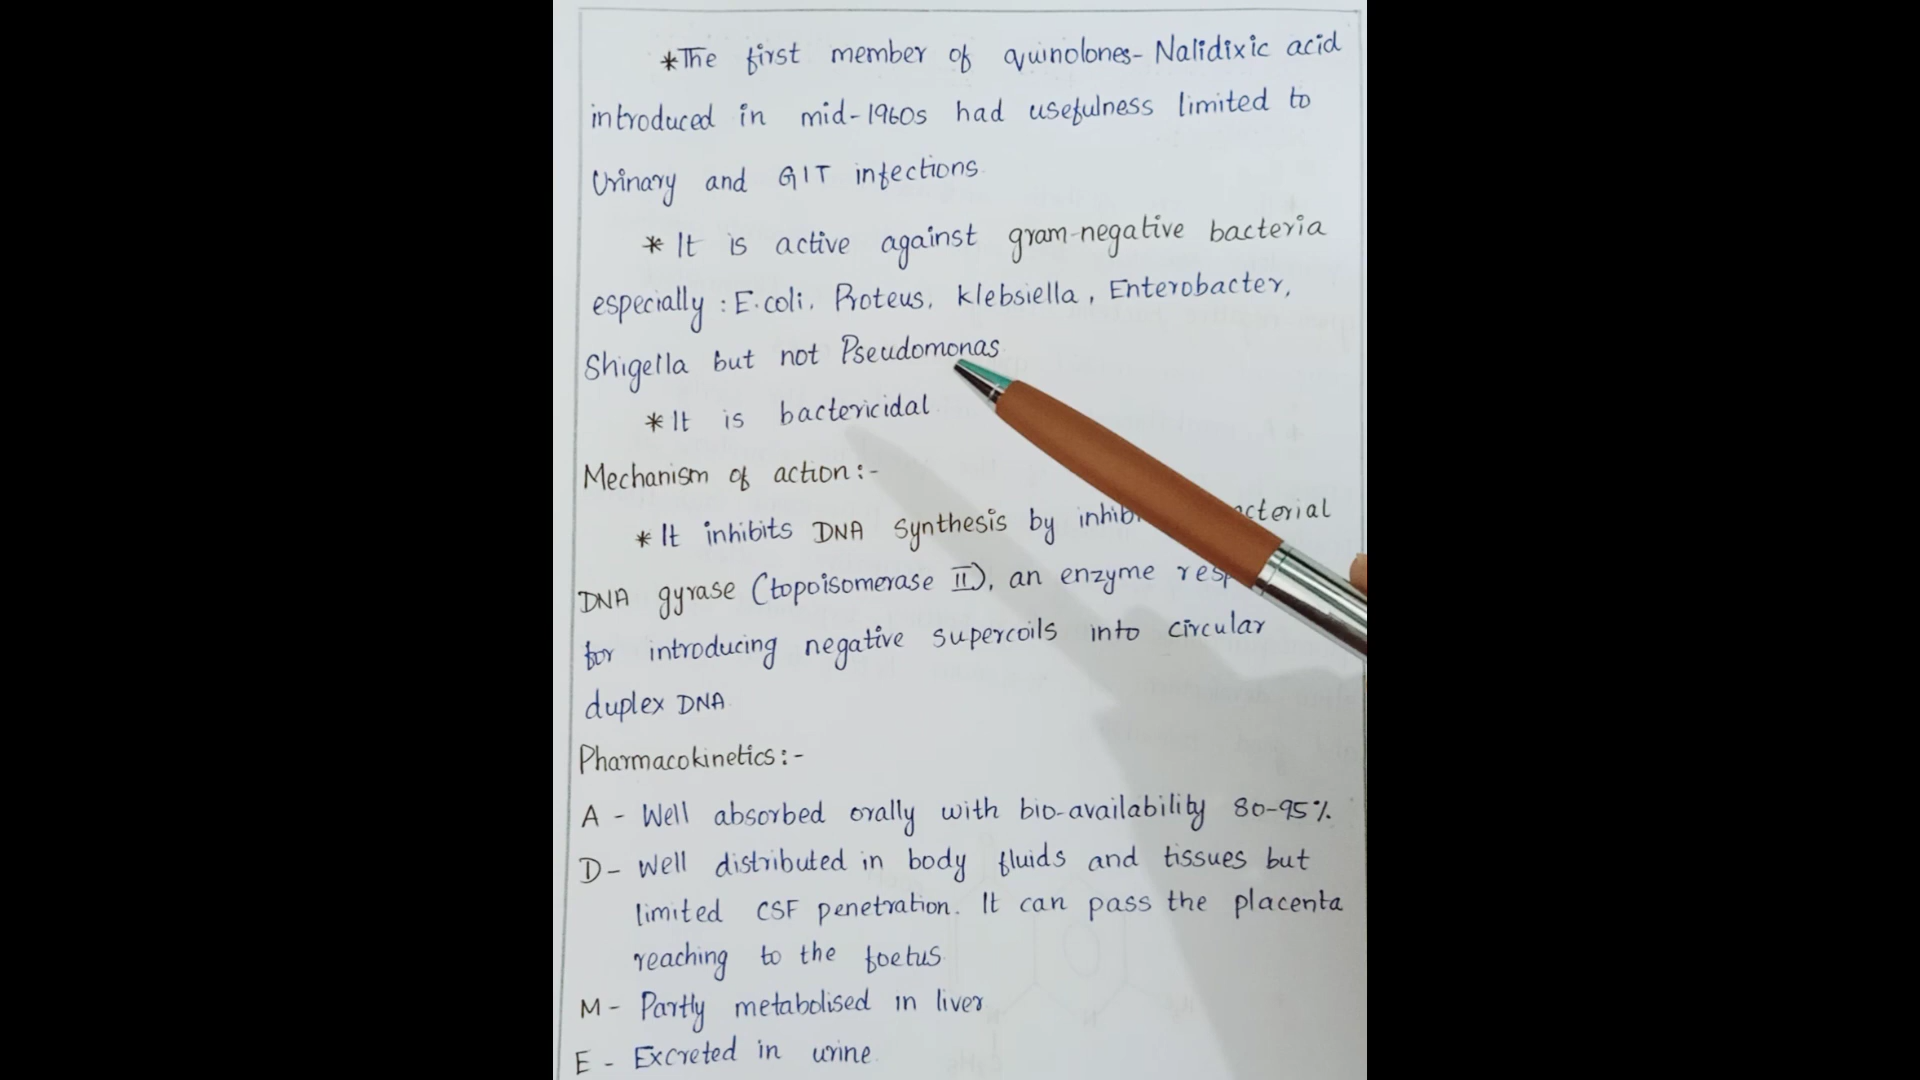 *The first member of quinolones- Nalidixic acid
introduced in mid-1960s had usefulness limited to
Urinary and GIT infections.
* It is active against gram-negative bacteria
especially : E.coli, Proteus, Klebsiella, Enterobacter,
Shigella but not Pseudomonas
* It is bactericidal.
Mechanism of action:-
* It inhibits DNA synthesis by
DNA gyrase (topoisomerase II), an enzyme
for introducing negative supercoils into circular
duplex DNA.
Pharmacokinetics:-
A - Well absorbed orally with bio-availability 80-95%.
D- Well distributed in body fluids and tissues but
limited CSF penetration. It can pass the placenta
reaching to the foetus.
M- Partly metabolised in liver
E - Excreted in urine.